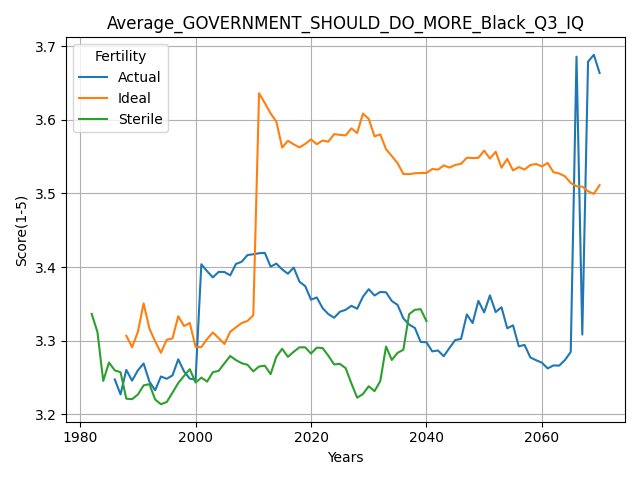 Average_GOVERNMENT_SHOULD_DO_MORE_Black_Q3_IQ
Fertility
Actual
Ideal
Sterile
Score(1-5)
3.7
3.6
3.5
3.4
3.3
3.2
1980 2000 2020 2040 2060
Years